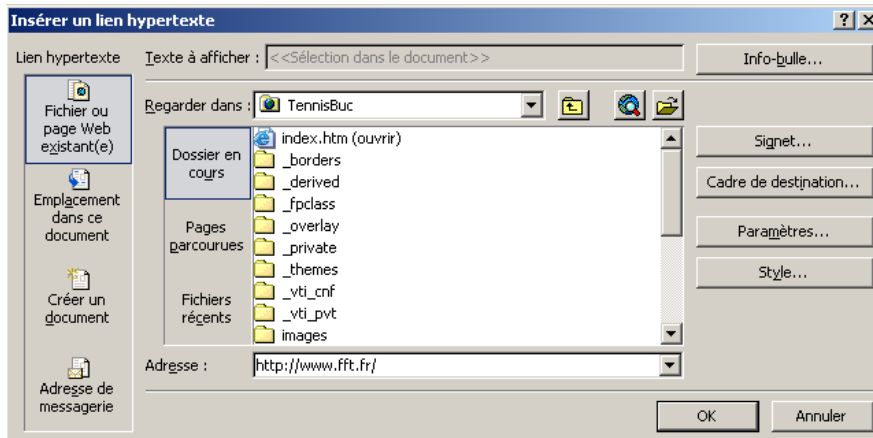 Insérer un lien hypertexte
Lien hypertexte
Texte à afficher : <<Sélection dans le document>>
Info-bulle...
Fichier ou
page Web
existant(e)
Emplacement
dans ce
document
Créer un
document
Adresse de
messagerie
Regarder dans : TennisBuc
Dossier en
cours
Pages
parcourues
Fichiers
récents
index.htm (ouvrir)
_borders
_derived
_fpclass
_overlay
_private
_themes
_vti_cnf
_vti_pvt
images
Signet...
Cadre de destination...
Paramètres...
Style...
Adresse : http://www.fft.fr/
OK
Annuler